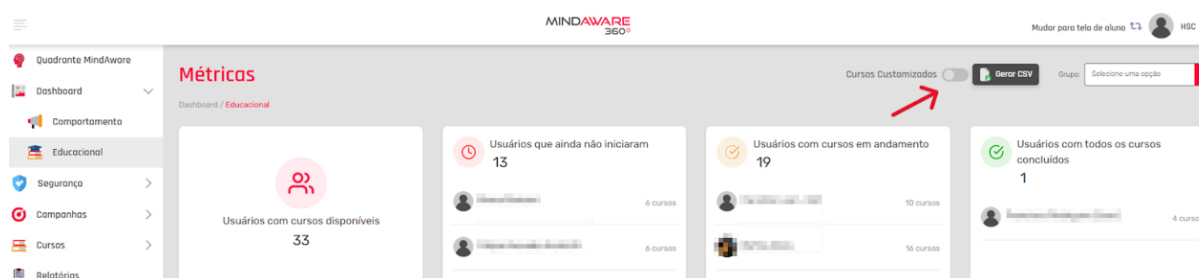 MINDAWARE
360º
Mudar para tela de aluno
HSC
Quadrante MindAware
Dashboard
Comportamento
Educacional
Segurança
Campanhas
Cursos
Relatórios
Métricas
Dashboard / Educacional
Cursos Customizados
Gerar CSV
Grupo:
Selecione uma opção
Usuários com cursos disponíveis
33
Usuários que ainda não iniciaram
13
6 cursos
6 cursos
Usuários com cursos em andamento
19
10 cursos
16 cursos
Usuários com todos os cursos
concluídos
1
4 curso